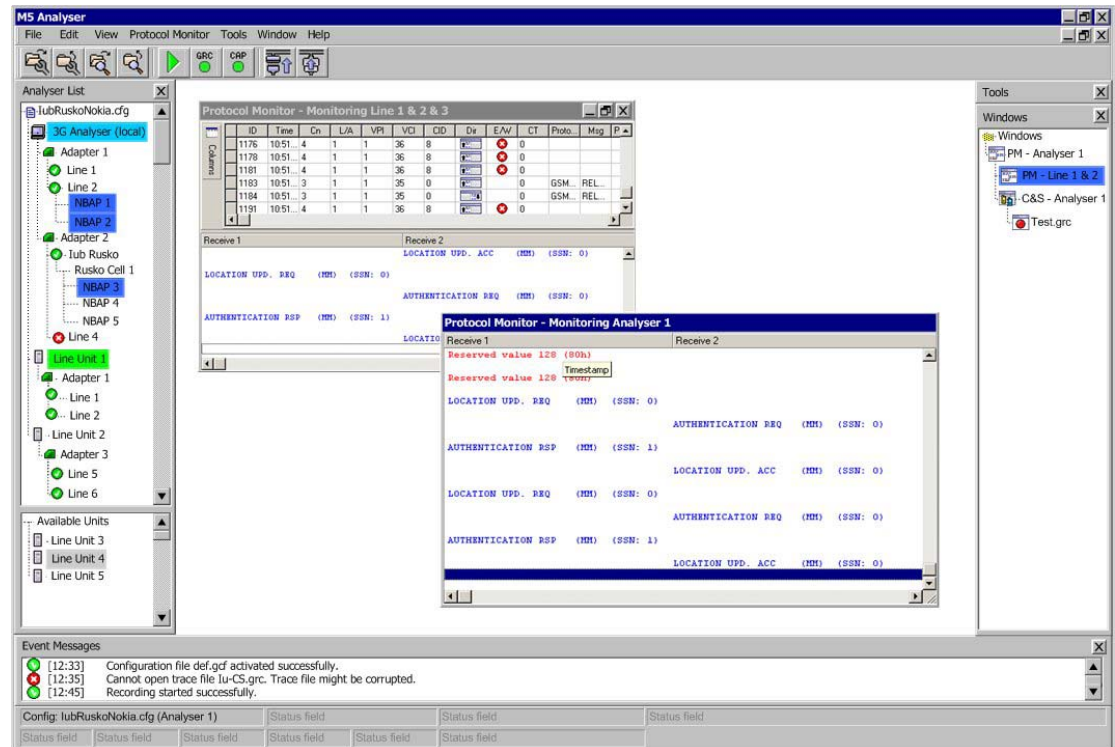 M5 Analyser
File Edit View Protocol Monitor Tools Window Help
GRC CAP
Analyser List
IubRuskoNokia.cfg
3G Analyser (local)
Adapter 1
Line 1
Line 2
NBAP 1
NBAP 2
Adapter 2
Iub Rusko
Rusko Cell 1
NBAP 3
NBAP 4
NBAP 5
Line 4
Line Unit 1
Adapter 1
Line 1
Line 2
Line Unit 2
Adapter 3
Line 5
Line 6
Available Units
Line Unit 3
Line Unit 4
Line Unit 5
Protocol Monitor - Monitoring Line 1 & 2 & 3
Columns
ID Time Cn L/A VPI VCI CID Dir E/W CT Proto... Msg P
1176 10:51... 4 1 1 36 8 0
1178 10:51... 4 1 1 36 8 0
1181 10:51... 4 1 1 36 8 0
1183 10:51... 3 1 1 35 0 0 GSM... REL...
1184 10:51... 3 1 1 35 0 0 GSM... REL...
1191 10:51... 4 1 1 36 8 0
Receive 1 Receive 2
LOCATION UPD. ACC (MM) (SSN: 0)
LOCATION UPD. REQ (MM) (SSN: 0)
AUTHENTICATION REQ (MM) (SSN: 0)
AUTHENTICATION RSP (MM) (SSN: 1)
LOCATIO
Protocol Monitor - Monitoring Analyser 1
Receive 1 Receive 2
Reserved value 128 (80h)
Timestamp
Reserved value 128 (80h)
LOCATION UPD. REQ (MM) (SSN: 0)
AUTHENTICATION REQ (MM) (SSN: 0)
AUTHENTICATION RSP (MM) (SSN: 1)
LOCATION UPD. ACC (MM) (SSN: 0)
LOCATION UPD. REQ (MM) (SSN: 0)
AUTHENTICATION REQ (MM) (SSN: 0)
AUTHENTICATION RSP (MM) (SSN: 1)
LOCATION UPD. ACC (MM) (SSN: 0)
Tools
Windows
Windows
PM - Analyser 1
PM - Line 1 & 2
C&S - Analyser 1
Test.grc
Event Messages
[12:33] Configuration file def.gcf activated successfully.
[12:35] Cannot open trace file Iu-CS.grc. Trace file might be corrupted.
[12:45] Recording started successfully.
Config: IubRuskoNokia.cfg (Analyser 1) Status field Status field Status field
Status field Status field Status field Status field Status field Status field